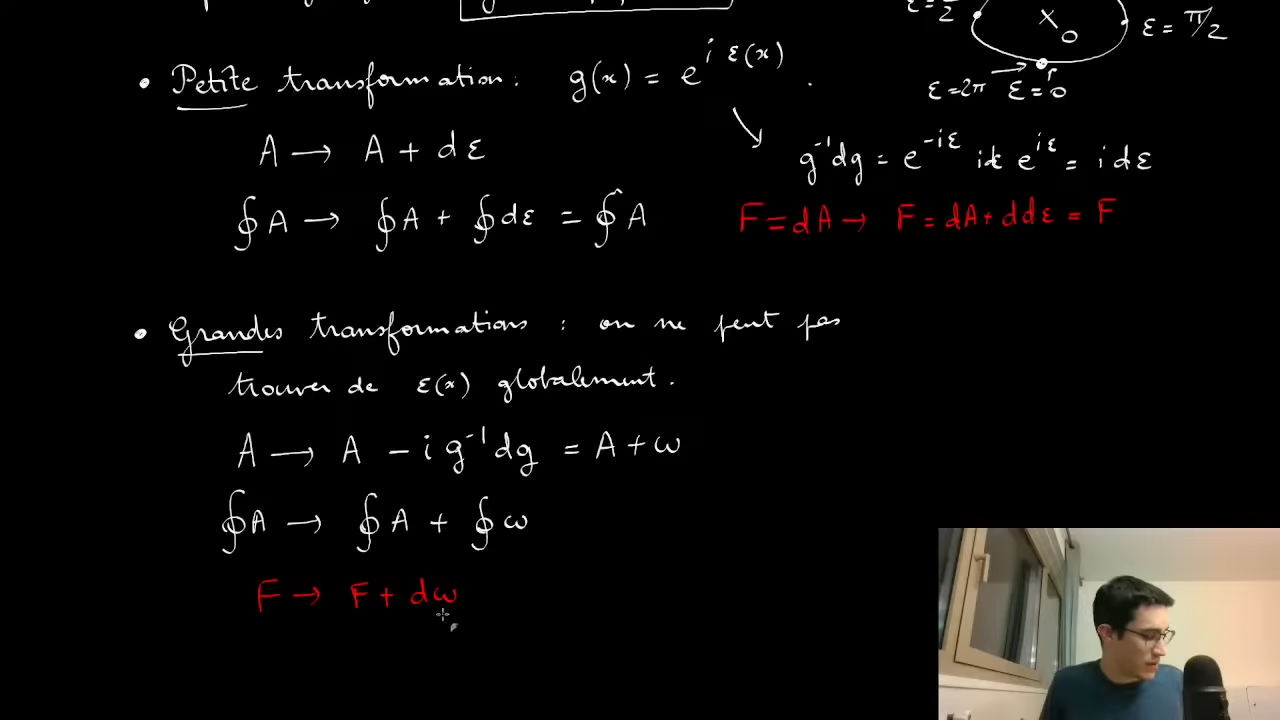 ε = π/2
0
• Petite transformation : g(x) = e^{i ε(x)} .
ε = 2π → ε = 0
A → A + dε
g⁻¹dg = e^{-iε} idε e^{iε} = i dε
∮A → ∮A + ∮dε = ∮A
F = dA → F = dA + ddε = F
• Grandes transformations : on ne peut pas
trouver de ε(x) globalement .
A → A - i g⁻¹dg = A + ω
∮A → ∮A + ∮ω
F → F + dω